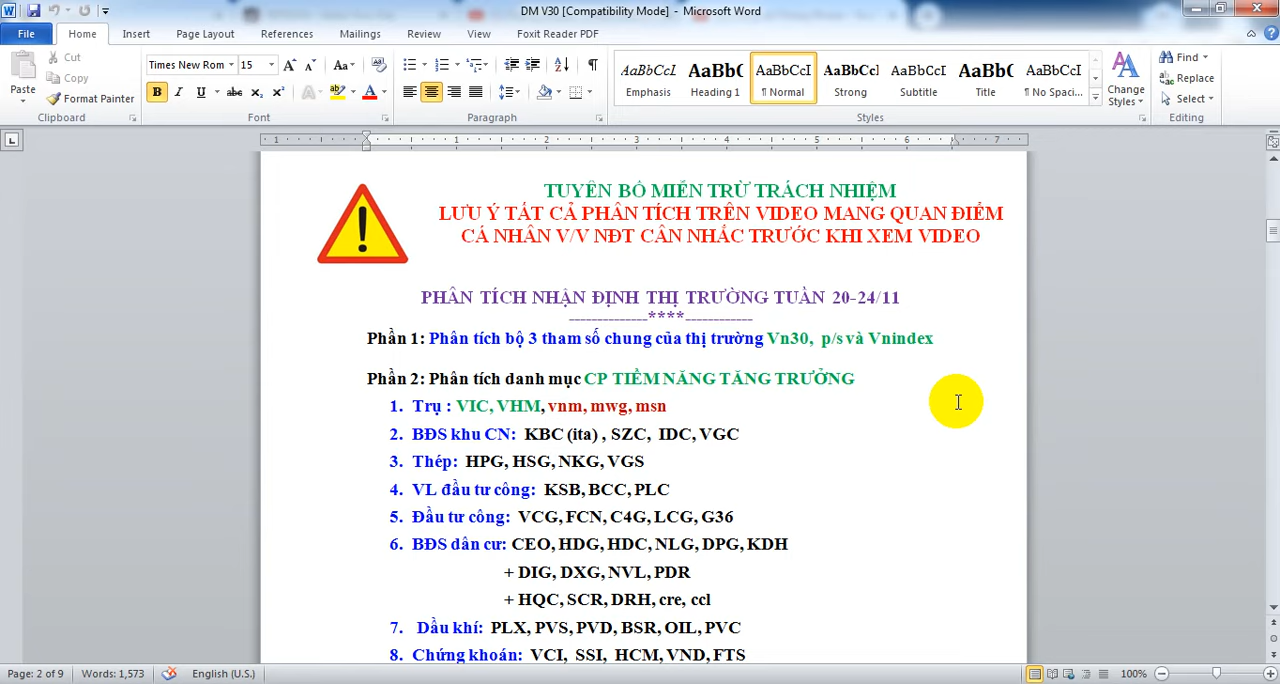 DM V30 [Compatibility Mode] - Microsoft Word
File Home Insert Page Layout References Mailings Review View Foxit Reader PDF
Cut
Copy
Format Painter
Paste
Clipboard
Times New Rom 15
Font
Paragraph
AaBbCcI AaBb(C AaBbCcI AaBbCcl AaBbCcI AaBb( AaBbCcI
Emphasis Heading 1 ¶ Normal Strong Subtitle Title ¶ No Spaci...
Change Styles
Styles
Find
Replace
Select
Editing
1 1 2 3 4 5 6 7
TUYÊN BỐ MIỄN TRỪ TRÁCH NHIỆM
LƯU Ý TẤT CẢ PHÂN TÍCH TRÊN VIDEO MANG QUAN ĐIỂM
CÁ NHÂN V/V NĐT CÂN NHẮC TRƯỚC KHI XEM VIDEO
PHÂN TÍCH NHẬN ĐỊNH THỊ TRƯỜNG TUẦN 20-24/11
--------------****------------
Phần 1: Phân tích bộ 3 tham số chung của thị trường Vn30, p/s và Vnindex
Phần 2: Phân tích danh mục CP TIỀM NĂNG TĂNG TRƯỞNG
1. Trụ : VIC, VHM, vnm, mwg, msn
2. BĐS khu CN: KBC (ita) , SZC, IDC, VGC
3. Thép: HPG, HSG, NKG, VGS
4. VL đầu tư công: KSB, BCC, PLC
5. Đầu tư công: VCG, FCN, C4G, LCG, G36
6. BĐS dân cư: CEO, HDG, HDC, NLG, DPG, KDH
+ DIG, DXG, NVL, PDR
+ HQC, SCR, DRH, cre, ccl
7. Dầu khí: PLX, PVS, PVD, BSR, OIL, PVC
8. Chứng khoán: VCI, SSI, HCM, VND, FTS
Page: 2 of 9 Words: 1,573 English (U.S.) 100%